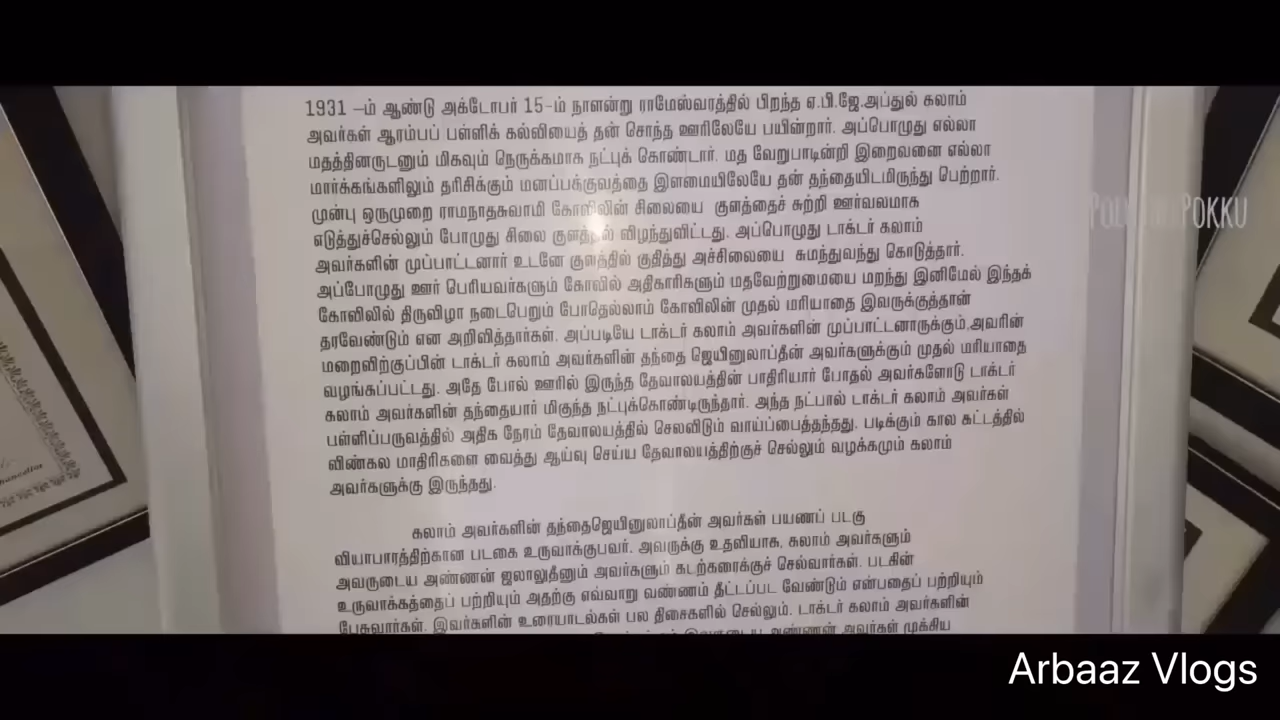 1931 –ம் ஆண்டு அக்டோபர் 15-ம் நாளன்று ராமேஸ்வரத்தில் பிறந்த ஏ.பி.ஜே.அப்துல் கலாம்
அவர்கள் ஆரம்பப் பள்ளிக் கல்வியைத் தன் சொந்த ஊரிலேயே பயின்றார். அப்பொழுது எல்லா
மதத்தினருடனும் மிகவும் நெருக்கமாக நட்புக் கொண்டார். மத வேறுபாடின்றி இறைவனை எல்லா
மார்க்கங்களிலும் தரிசிக்கும் மனப்பக்குவத்தை இளமையிலேயே தன் தந்தையிடமிருந்து பெற்றார்.
முன்பு ஒருமுறை ராமநாதசுவாமி கோவிலின் சிலையை குளத்தைச் சுற்றி ஊர்வலமாக
எடுத்துச்செல்லும் போழுது சிலை குளத்தில் விழந்துவிட்டது. அப்பொழுது டாக்டர் கலாம்
அவர்களின் முப்பாட்டனார் உடனே குளத்தில் குதித்து அச்சிலையை சுமந்துவந்து கொடுத்தார்.
அப்போழுது ஊர் பெரியவர்களும் கோவில் அதிகாரிகளும் மதவேற்றுமையை மறந்து இனிமேல் இந்தக்
கோவிலில் திருவிழா நடைபெறும் போதெல்லாம் கோவிலின் முதல் மரியாதை இவருக்குத்தான்
தரவேண்டும் என அறிவித்தார்கள். அப்படியே டாக்டர் கலாம் அவர்களின் முப்பாட்டனாருக்கும்,அவரின்
மறைவிற்குப்பின் டாக்டர் கலாம் அவர்களின் தந்தை ஜெயினுலாப்தீன் அவர்களுக்கும் முதல் மரியாதை
வழங்கப்பட்டது. அதே போல் ஊரில் இருந்த தேவாலயத்தின் பாதிரியார் போதல் அவர்களோடு டாக்டர்
கலாம் அவர்களின் தந்தையார் மிகுந்த நட்புக்கொண்டிருந்தார். அந்த நட்பால் டாக்டர் கலாம் அவர்கள்
பள்ளிப்பருவத்தில் அதிக நேரம் தேவாலயத்தில் செலவிடும் வாய்ப்பைத்தந்தது. படிக்கும் கால கட்டத்தில்
விண்கல மாதிரிகளை வைத்து ஆய்வு செய்ய தேவாலயத்திற்குச் செல்லும் வழக்கமும் கலாம்
அவர்களுக்கு இருந்தது.
கலாம் அவர்களின் தந்தைஜெயினுலாப்தீன் அவர்கள் பயணப் படகு
வியாபாரத்திற்கான படகை உருவாக்குபவர். அவருக்கு உதவியாக, கலாம் அவர்களும்
அவருடைய அண்ணன் ஜலாலுதீனும் அவர்களும் கடற்கரைக்குச் செல்வார்கள். படகின்
உருவாக்கத்தைப் பற்றியும் அதற்கு எவ்வாறு வண்ணம் தீட்டப்பட வேண்டும் என்பதைப் பற்றியும்
பேசுவார்கள். இவர்களின் உரையாடல்கள் பல திசைகளில் செல்லும். டாக்டர் கலாம் அவர்களின்
அண்ணன் அவர்கள் முக்கிய
POKKU
Arbaaz Vlogs